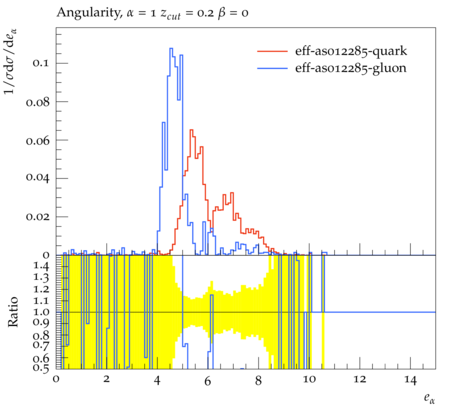 Angularity, α = 1 z_cut = 0.2 β = 0
1/σdσ/de_α
eff-as012285-quark
eff-as012285-gluon
0.1
0.08
0.06
0.04
0.02
0
Ratio
1.4
1.3
1.2
1.1
1.0
0.9
0.8
0.7
0.6
0.5
0 2 4 6 8 10 12 14
e_α